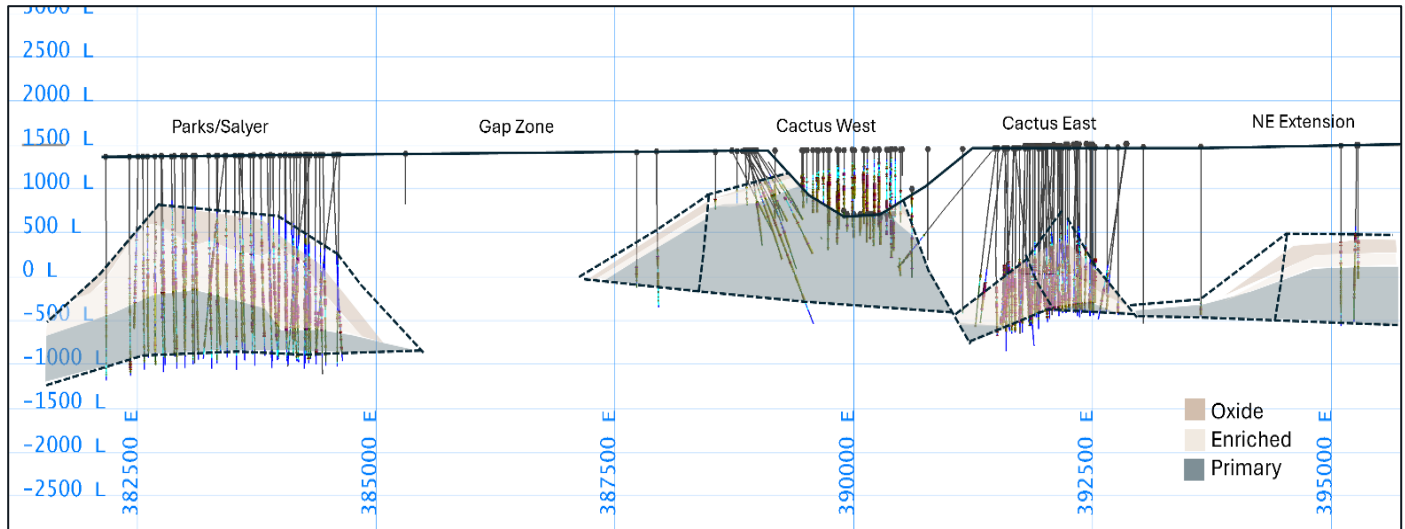 3000 L
2500 L
2000 L
Parks/Salyer
Gap Zone
Cactus West
Cactus East
NE Extension
1500 L
1000 L
500 L
0 L
-500 L
-1000 L
-1500 L
-2000 L
-2500 L
382500 E
385000 E
387500 E
390000 E
392500 E
395000 E
Oxide
Enriched
Primary